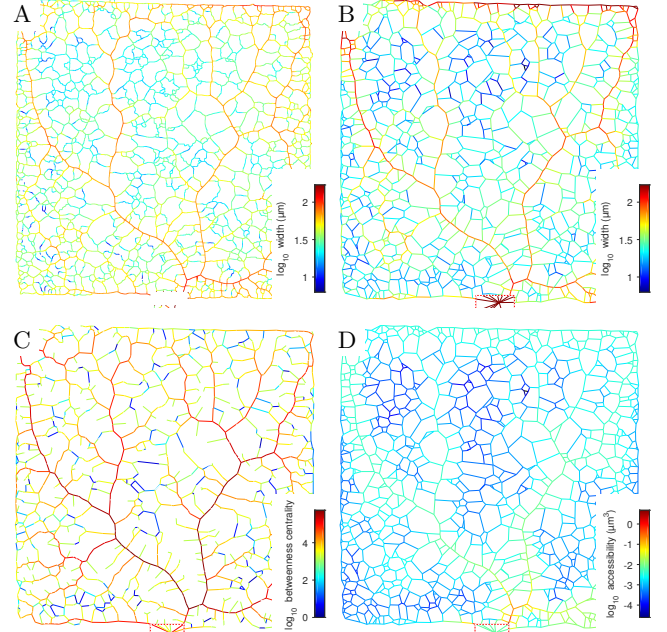 A
B
2
1.5
1
log10 width (µm)
2
1.5
1
log10 width (µm)
C
D
4
2
0
log10 betweenness centrality
0
-1
-2
-3
-4
log10 accessibility (µm³)